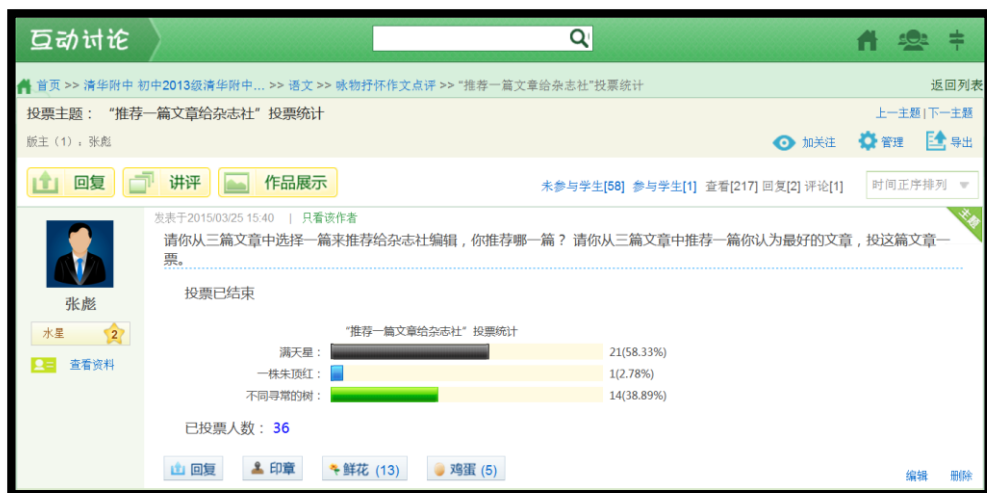 互动讨论
首页 >> 清华附中 初中2013级清华附中... >> 语文 >> 咏物抒怀作文点评 >> "推荐一篇文章给杂志社"投票统计
返回列表
投票主题： "推荐一篇文章给杂志社" 投票统计
上一主题|下一主题
版主（1）：张彪
加关注 管理 导出
回复 讲评 作品展示
未参与学生[58] 参与学生[1] 查看[217] 回复[2] 评论[1]
时间正序排列
发表于2015/03/25 15:40 | 只看该作者
主题
请你从三篇文章中选择一篇来推荐给杂志社编辑，你推荐哪一篇？ 请你从三篇文章中推荐一篇你认为最好的文章，投这篇文章一
票。
张彪
水星 2
查看资料
投票已结束
"推荐一篇文章给杂志社" 投票统计
满天星： 21(58.33%)
一株朱顶红： 1(2.78%)
不同寻常的树： 14(38.89%)
已投票人数： 36
回复 印章 鲜花 (13) 鸡蛋 (5)
编辑 删除